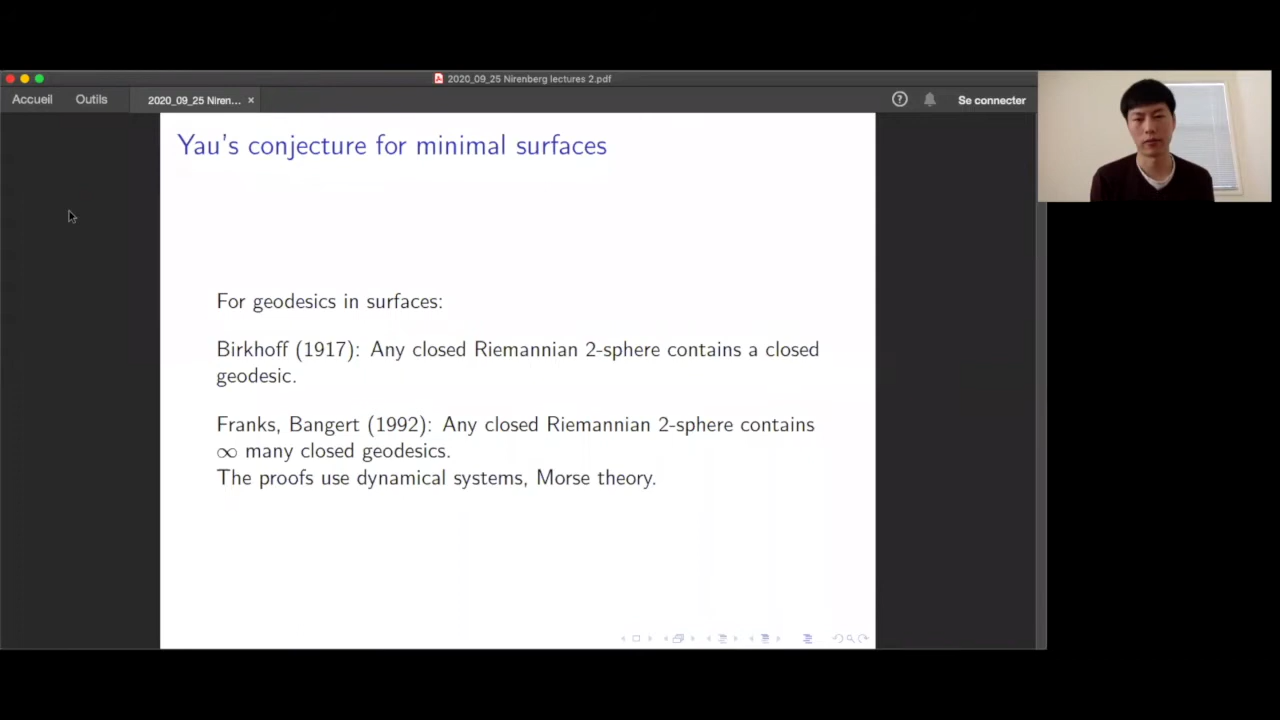 2020_09_25 Nirenberg lectures 2.pdf
Accueil Outils 2020_09_25 Niren... × Se connecter
Yau's conjecture for minimal surfaces
For geodesics in surfaces:
Birkhoff (1917): Any closed Riemannian 2-sphere contains a closed
geodesic.
Franks, Bangert (1992): Any closed Riemannian 2-sphere contains
∞ many closed geodesics.
The proofs use dynamical systems, Morse theory.